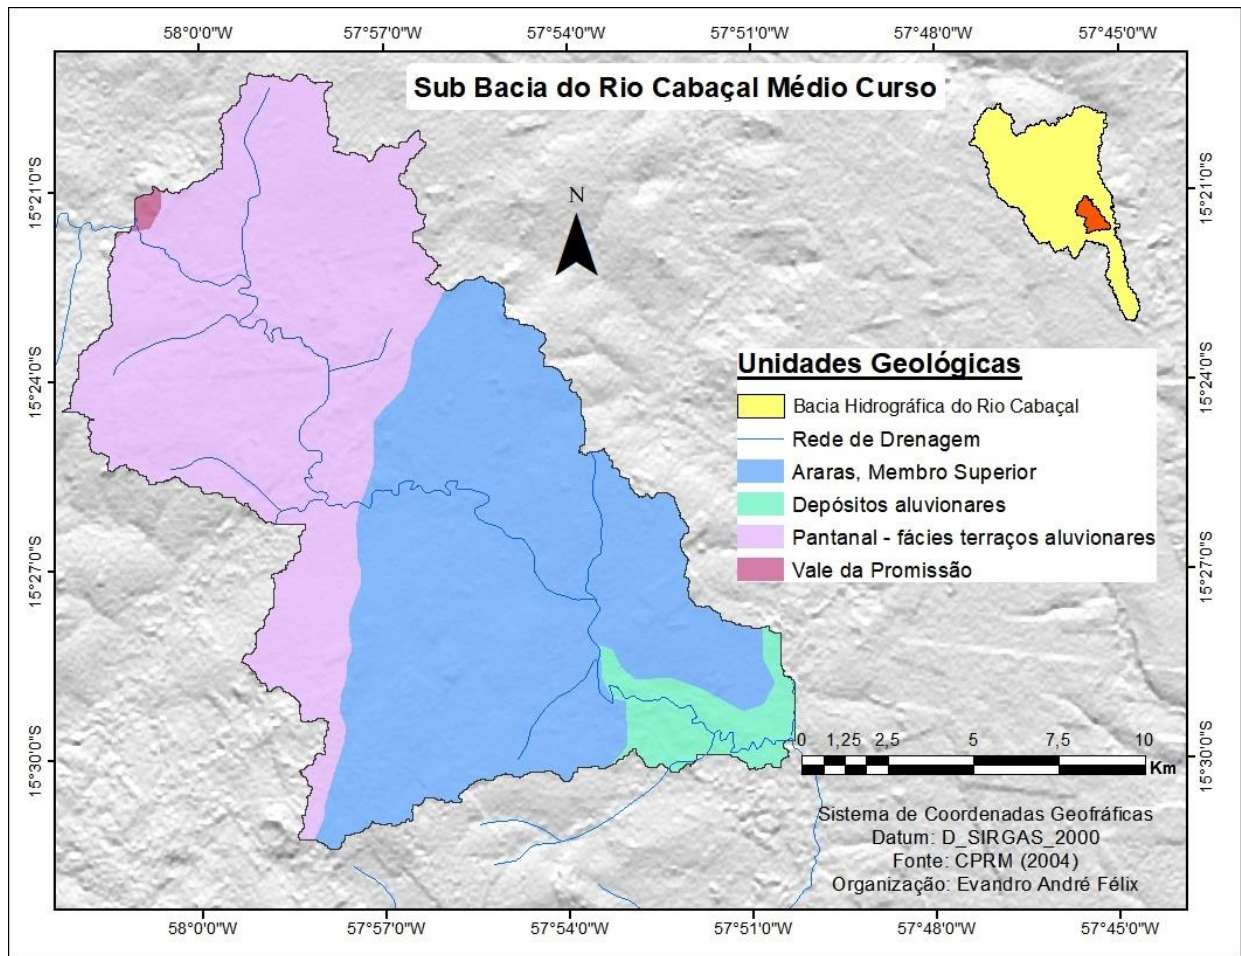 58°0'0"W 57°57'0"W 57°54'0"W 57°51'0"W 57°48'0"W 57°45'0"W
Sub Bacia do Rio Cabaçal Médio Curso
15°21'0"S 15°21'0"S
N
Unidades Geológicas
15°24'0"S 15°24'0"S
Bacia Hidrográfica do Rio Cabaçal
Rede de Drenagem
Araras, Membro Superior
Depósitos aluvionares
Pantanal - fácies terraços aluvionares
Vale da Promissão
15°27'0"S 15°27'0"S
0 1,25 2,5 5 7,5 10
Km
15°30'0"S 15°30'0"S
Sistema de Coordenadas Geofráficas
Datum: D_SIRGAS_2000
Fonte: CPRM (2004)
Organização: Evandro André Félix
58°0'0"W 57°57'0"W 57°54'0"W 57°51'0"W 57°48'0"W 57°45'0"W